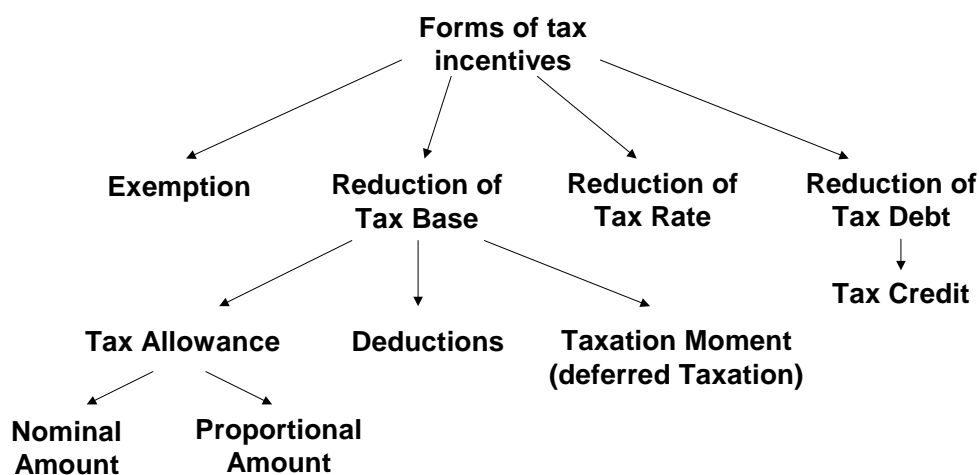 Forms of tax
incentives
Exemption
Reduction of
Tax Base
Reduction of
Tax Rate
Reduction of
Tax Debt
Tax Credit
Tax Allowance
Deductions
Taxation Moment
(deferred Taxation)
Nominal
Amount
Proportional
Amount